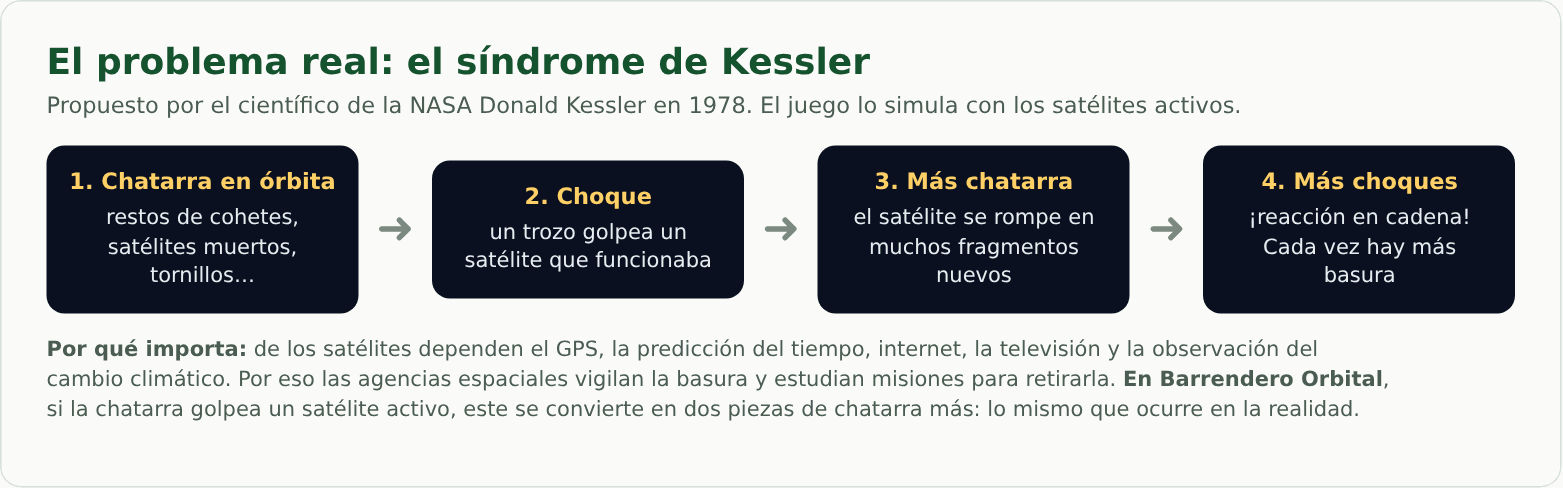 El problema real: el síndrome de Kessler
Propuesto por el científico de la NASA Donald Kessler en 1978. El juego lo simula con los satélites activos.
1. Chatarra en órbita
restos de cohetes,
satélites muertos,
tornillos…
2. Choque
un trozo golpea un
satélite que funcionaba
3. Más chatarra
el satélite se rompe en
muchos fragmentos
nuevos
4. Más choques
¡reacción en cadena!
Cada vez hay más
basura
Por qué importa: de los satélites dependen el GPS, la predicción del tiempo, internet, la televisión y la observación del
cambio climático. Por eso las agencias espaciales vigilan la basura y estudian misiones para retirarla. En Barrendero Orbital,
si la chatarra golpea un satélite activo, este se convierte en dos piezas de chatarra más: lo mismo que ocurre en la realidad.